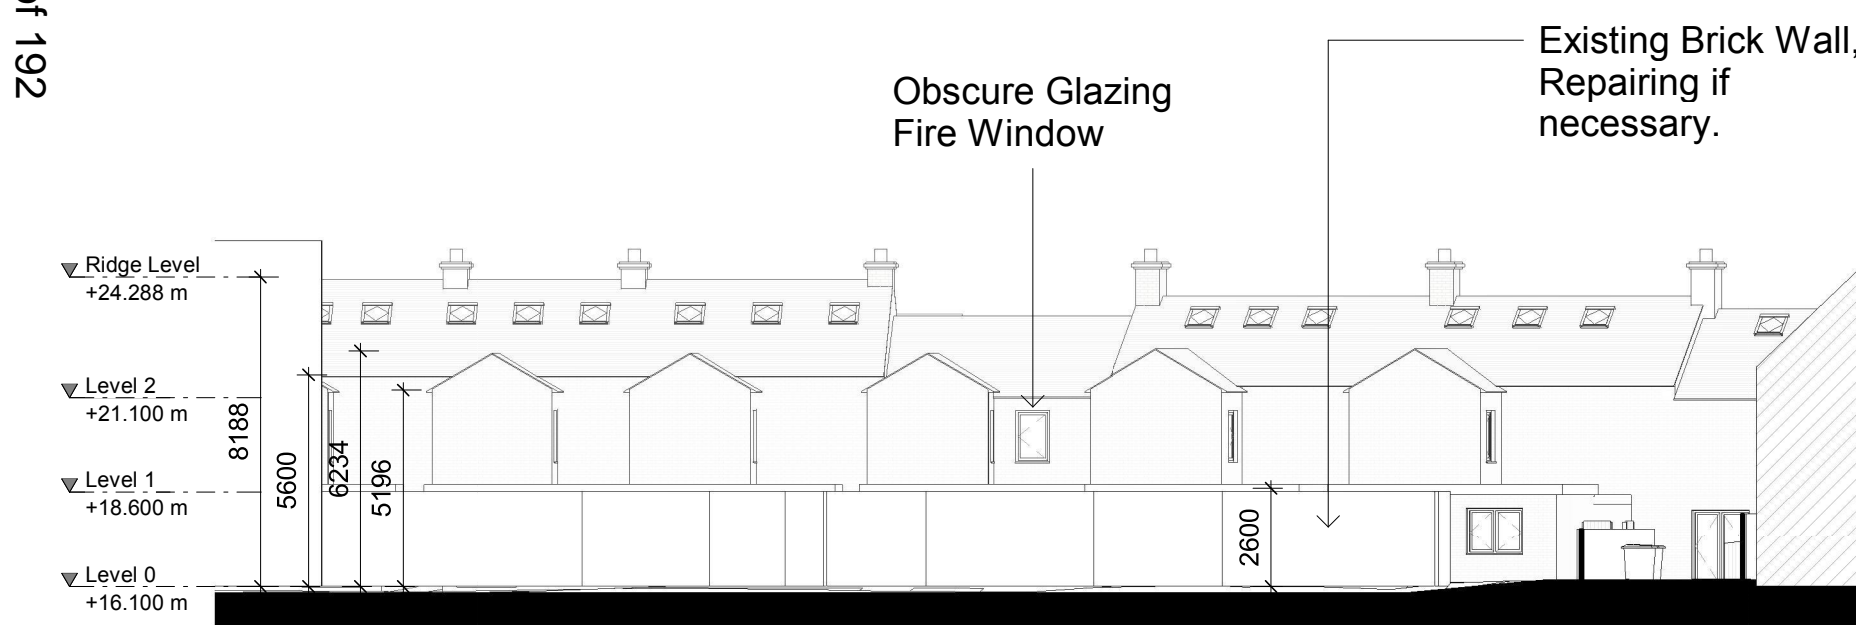 of 192
Existing Brick Wall,
Repairing if
necessary.
Obscure Glazing
Fire Window
Ridge Level
+24.288 m
Level 2
+21.100 m
Level 1
+18.600 m
Level 0
+16.100 m
8188
5600
6234
5196
2600